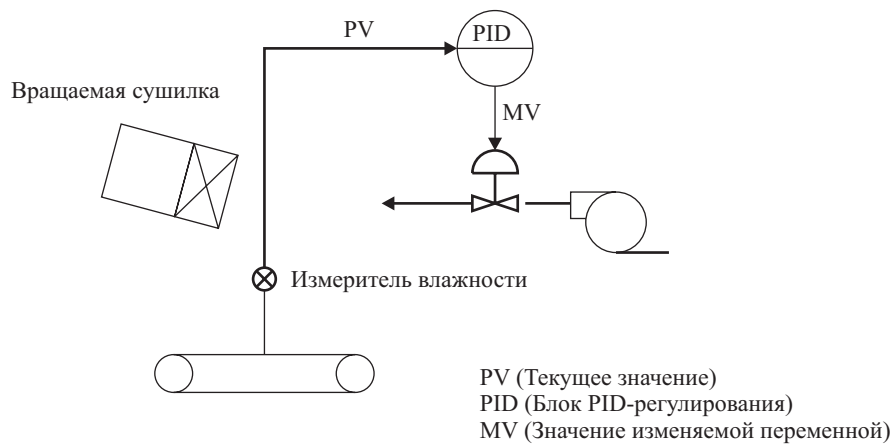 PV
PID
Вращаемая сушилка
MV
Измеритель влажности
PV (Текущее значение)
PID (Блок PID-регулирования)
MV (Значение изменяемой переменной)